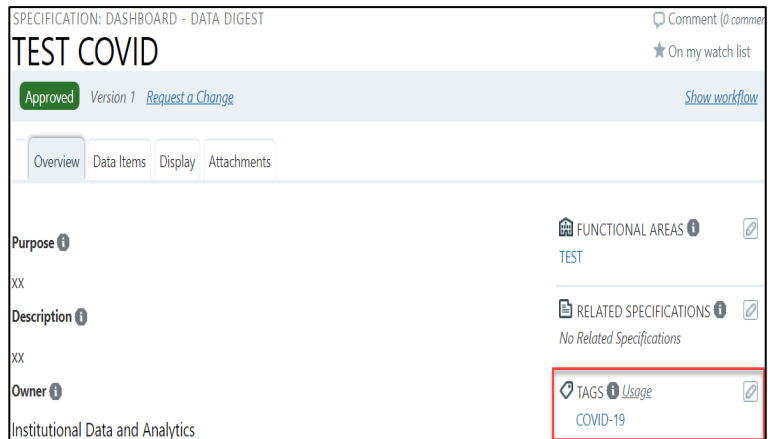 SPECIFICATION: DASHBOARD - DATA DIGEST
Comment (0 commen
TEST COVID
On my watch list
Approved Version 1 Request a Change
Show workflow
Overview Data Items Display Attachments
FUNCTIONAL AREAS
Purpose
TEST
xx
RELATED SPECIFICATIONS
Description
No Related Specifications
xx
Owner
TAGS Usage
COVID-19
Institutional Data and Analytics